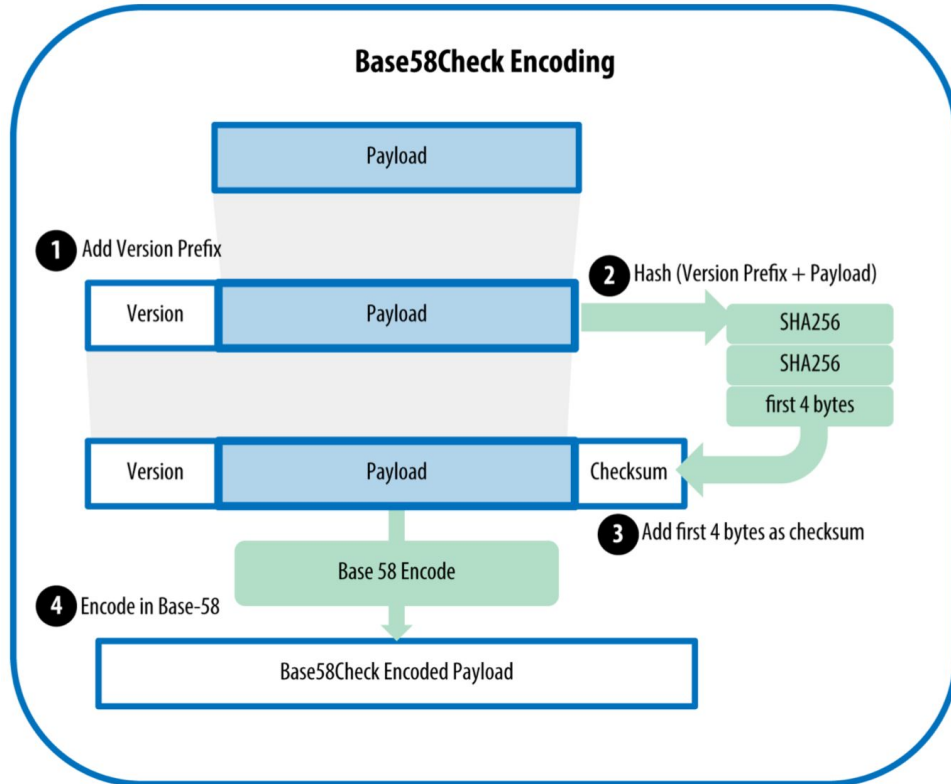 Base58Check Encoding
Payload
1 Add Version Prefix
2 Hash (Version Prefix + Payload)
Version
Payload
SHA256
SHA256
first 4 bytes
Version
Payload
Checksum
3 Add first 4 bytes as checksum
Base 58 Encode
4 Encode in Base-58
Base58Check Encoded Payload